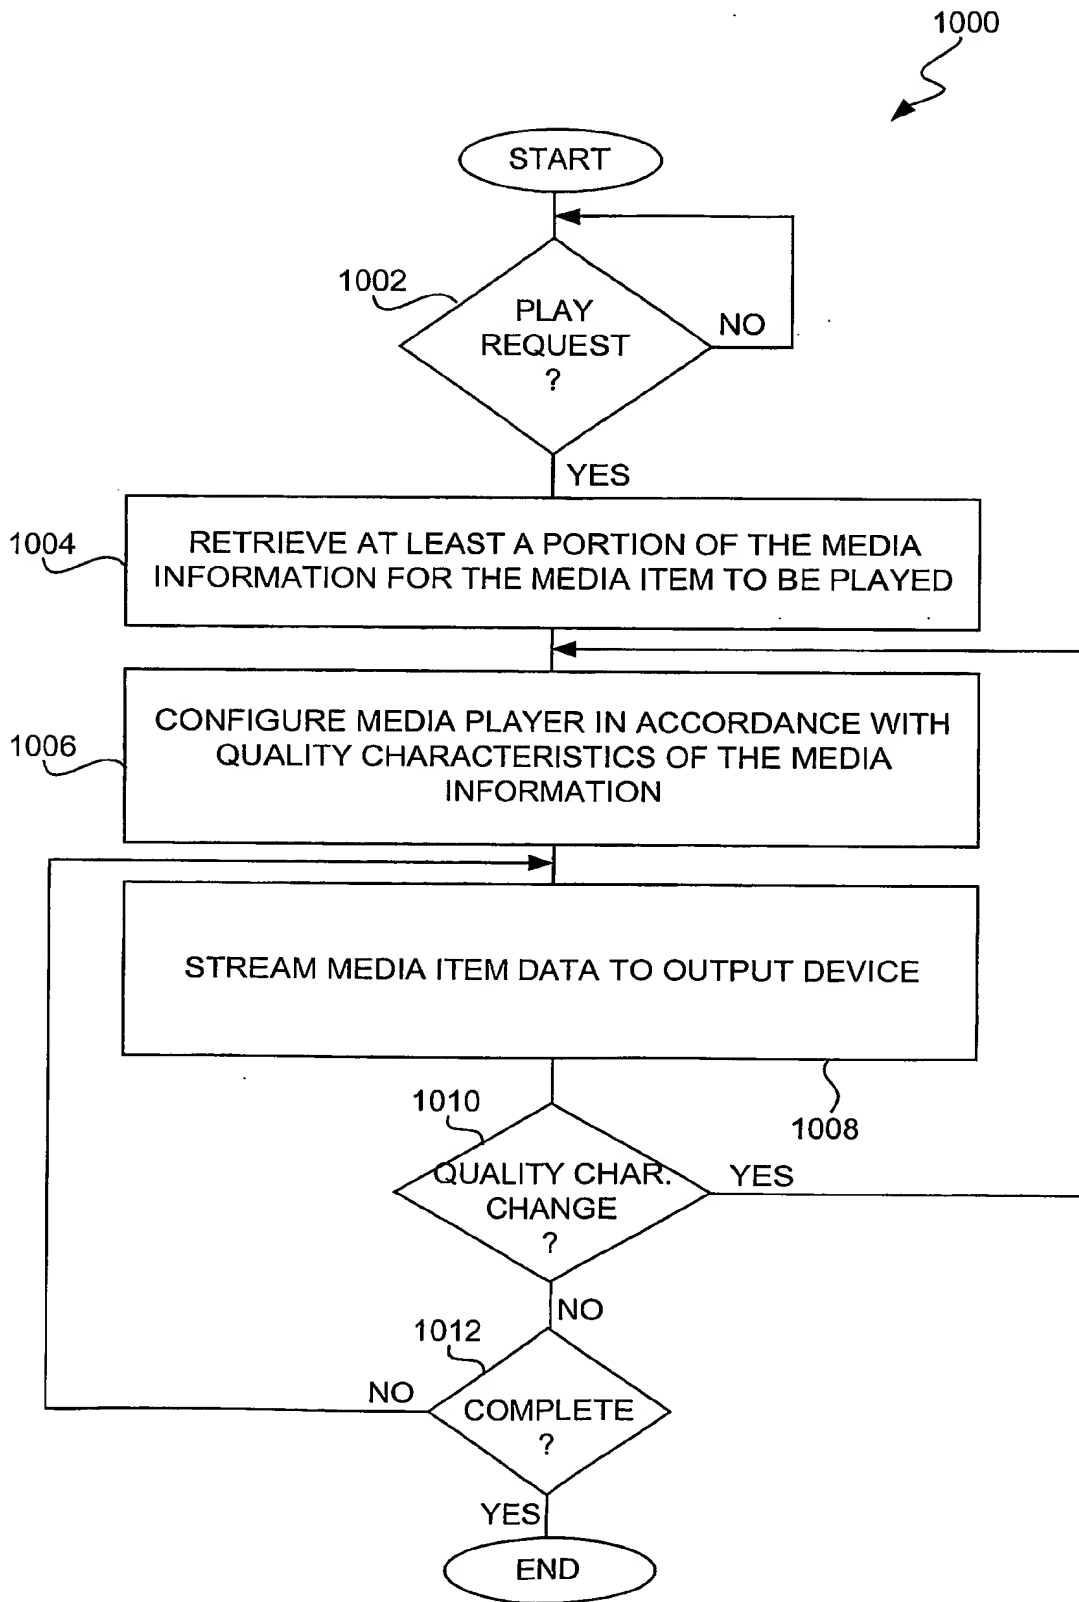 1000
START
1002
PLAY
REQUEST
?
NO
YES
1004
RETRIEVE AT LEAST A PORTION OF THE MEDIA
INFORMATION FOR THE MEDIA ITEM TO BE PLAYED
1006
CONFIGURE MEDIA PLAYER IN ACCORDANCE WITH
QUALITY CHARACTERISTICS OF THE MEDIA
INFORMATION
STREAM MEDIA ITEM DATA TO OUTPUT DEVICE
1008
1010
QUALITY CHAR.
CHANGE
?
YES
NO
1012
NO
COMPLETE
?
YES
END